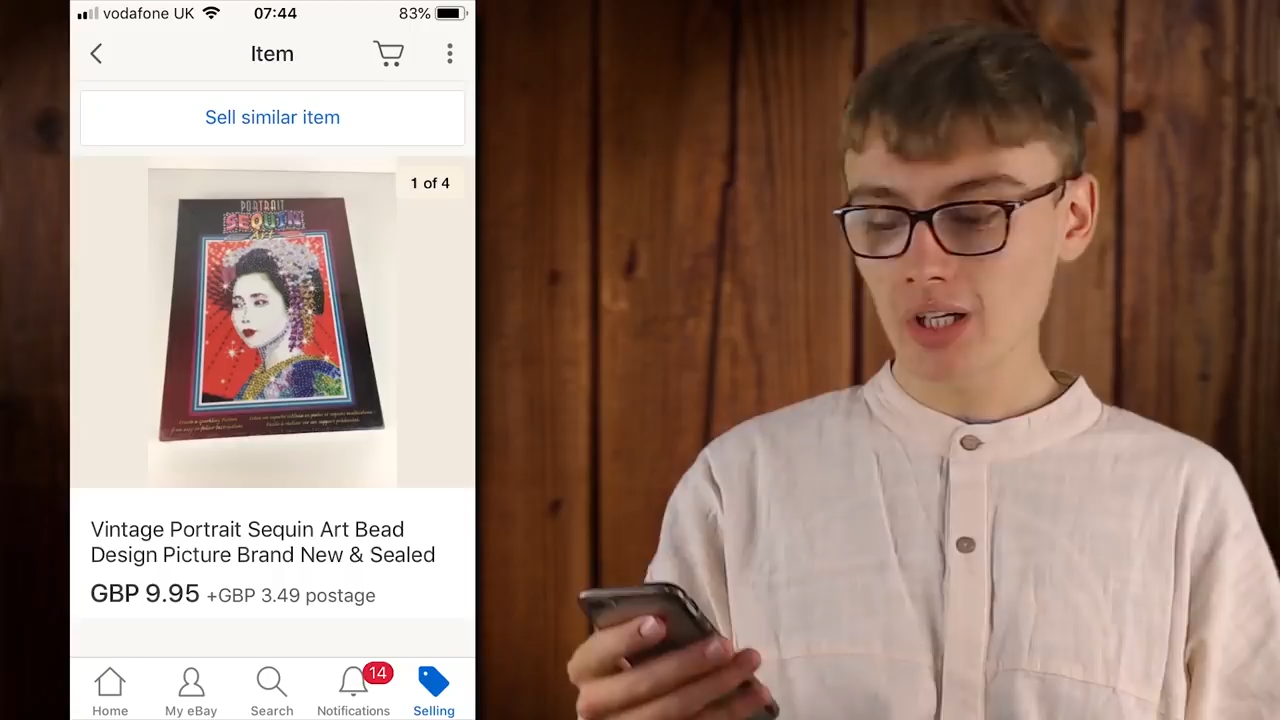 vodafone UK
07:44
83%
Item
Sell similar item
1 of 4
PORTRAIT
SEQUIN
Art
Vintage Portrait Sequin Art Bead
Design Picture Brand New & Sealed
GBP 9.95 +GBP 3.49 postage
14
Home
My eBay
Search
Notifications
Selling